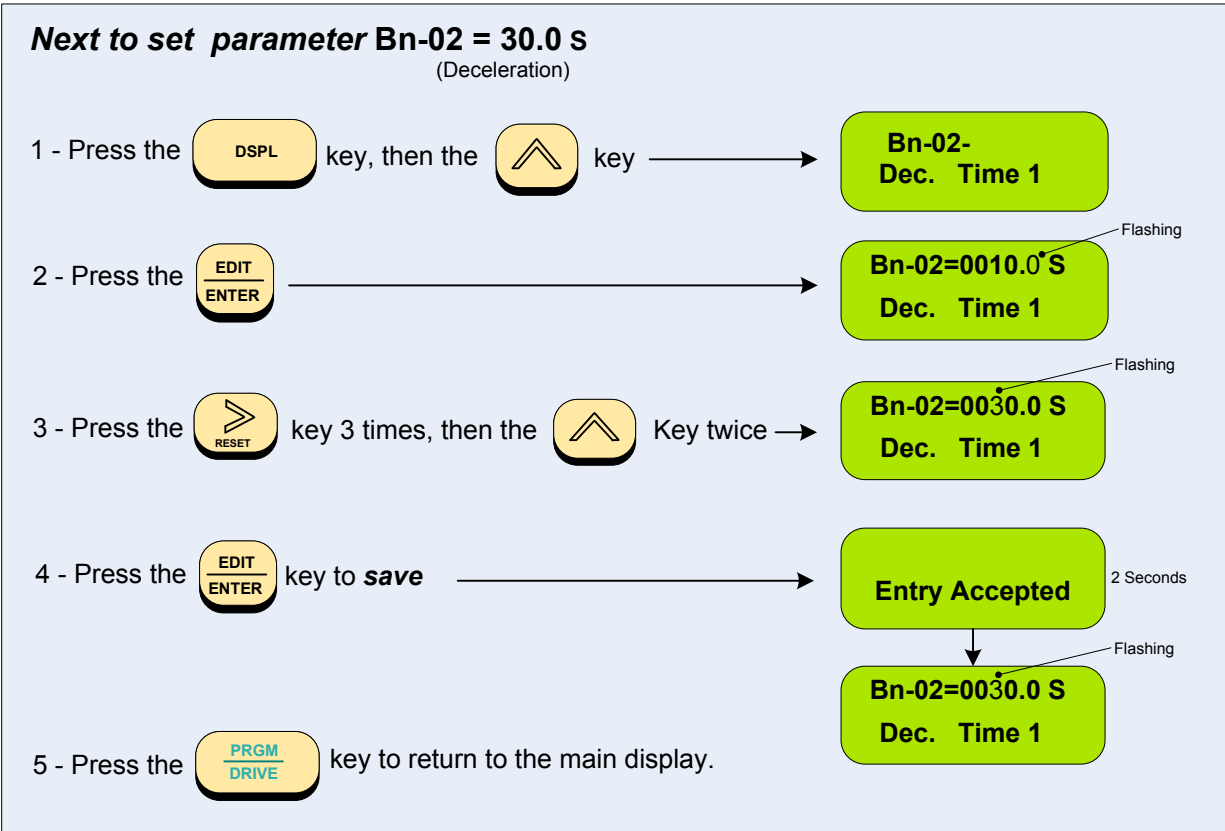 Next to set parameter Bn-02 = 30.0 S
(Deceleration)
1 - Press the DSPL key, then the key
Bn-02-
Dec. Time 1
Flashing
2 - Press the EDIT ENTER
Bn-02=0010.0 S
Dec. Time 1
Flashing
3 - Press the RESET key 3 times, then the Key twice
Bn-02=0030.0 S
Dec. Time 1
4 - Press the EDIT ENTER key to save
Entry Accepted
2 Seconds
Flashing
Bn-02=0030.0 S
Dec. Time 1
5 - Press the PRGM DRIVE key to return to the main display.